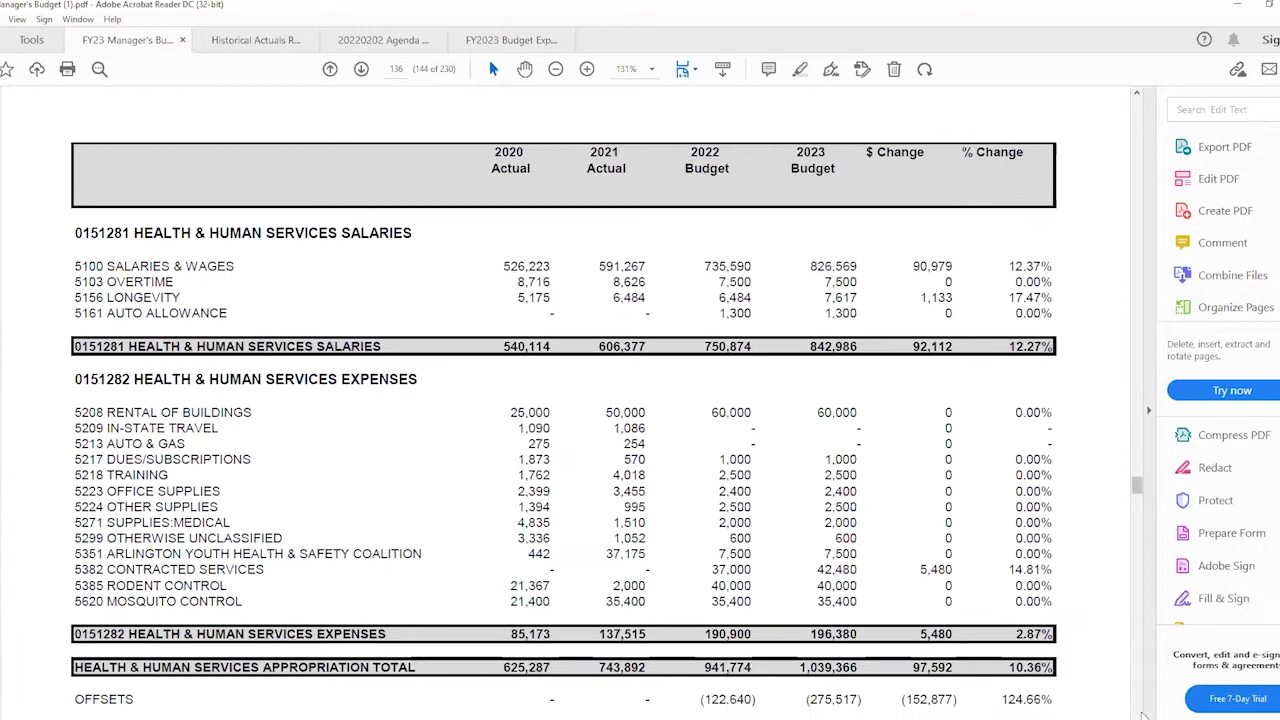 Manager's Budget (1).pdf - Adobe Acrobat Reader DC (32-bit)
View Sign Window Help
Tools FY23 Manager's Bu... × Historical Actuals R... 20220202 Agenda ... FY2023 Budget Exp...
136 (144 of 230) 131%
2020 2021 2022 2023 $ Change % Change
Actual Actual Budget Budget
0151281 HEALTH & HUMAN SERVICES SALARIES
5100 SALARIES & WAGES 526,223 591,267 735,590 826,569 90,979 12.37%
5103 OVERTIME 8,716 8,626 7,500 7,500 0 0.00%
5156 LONGEVITY 5,175 6,484 6,484 7,617 1,133 17.47%
5161 AUTO ALLOWANCE - - 1,300 1,300 0 0.00%
0151281 HEALTH & HUMAN SERVICES SALARIES 540,114 606,377 750,874 842,986 92,112 12.27%
0151282 HEALTH & HUMAN SERVICES EXPENSES
5208 RENTAL OF BUILDINGS 25,000 50,000 60,000 60,000 0 0.00%
5209 IN-STATE TRAVEL 1,090 1,086 - - 0 -
5213 AUTO & GAS 275 254 - - 0 -
5217 DUES/SUBSCRIPTIONS 1,873 570 1,000 1,000 0 0.00%
5218 TRAINING 1,762 4,018 2,500 2,500 0 0.00%
5223 OFFICE SUPPLIES 2,399 3,455 2,400 2,400 0 0.00%
5224 OTHER SUPPLIES 1,394 995 2,500 2,500 0 0.00%
5271 SUPPLIES:MEDICAL 4,835 1,510 2,000 2,000 0 0.00%
5299 OTHERWISE UNCLASSIFIED 3,336 1,052 600 600 0 0.00%
5351 ARLINGTON YOUTH HEALTH & SAFETY COALITION 442 37,175 7,500 7,500 0 0.00%
5382 CONTRACTED SERVICES - - 37,000 42,480 5,480 14.81%
5385 RODENT CONTROL 21,367 2,000 40,000 40,000 0 0.00%
5620 MOSQUITO CONTROL 21,400 35,400 35,400 35,400 0 0.00%
0151282 HEALTH & HUMAN SERVICES EXPENSES 85,173 137,515 190,900 196,380 5,480 2.87%
HEALTH & HUMAN SERVICES APPROPRIATION TOTAL 625,287 743,892 941,774 1,039,366 97,592 10.36%
OFFSETS - - (122,640) (275,517) (152,877) 124.66%
Sig
Search 'Edit Text'
Export PDF
Edit PDF
Create PDF
Comment
Combine Files
Organize Pages
Delete, insert, extract and
rotate pages.
Try now
Compress PDF
Redact
Protect
Prepare Form
Adobe Sign
Fill & Sign
Convert, edit and e-sign
forms & agreements
Free 7-Day Trial